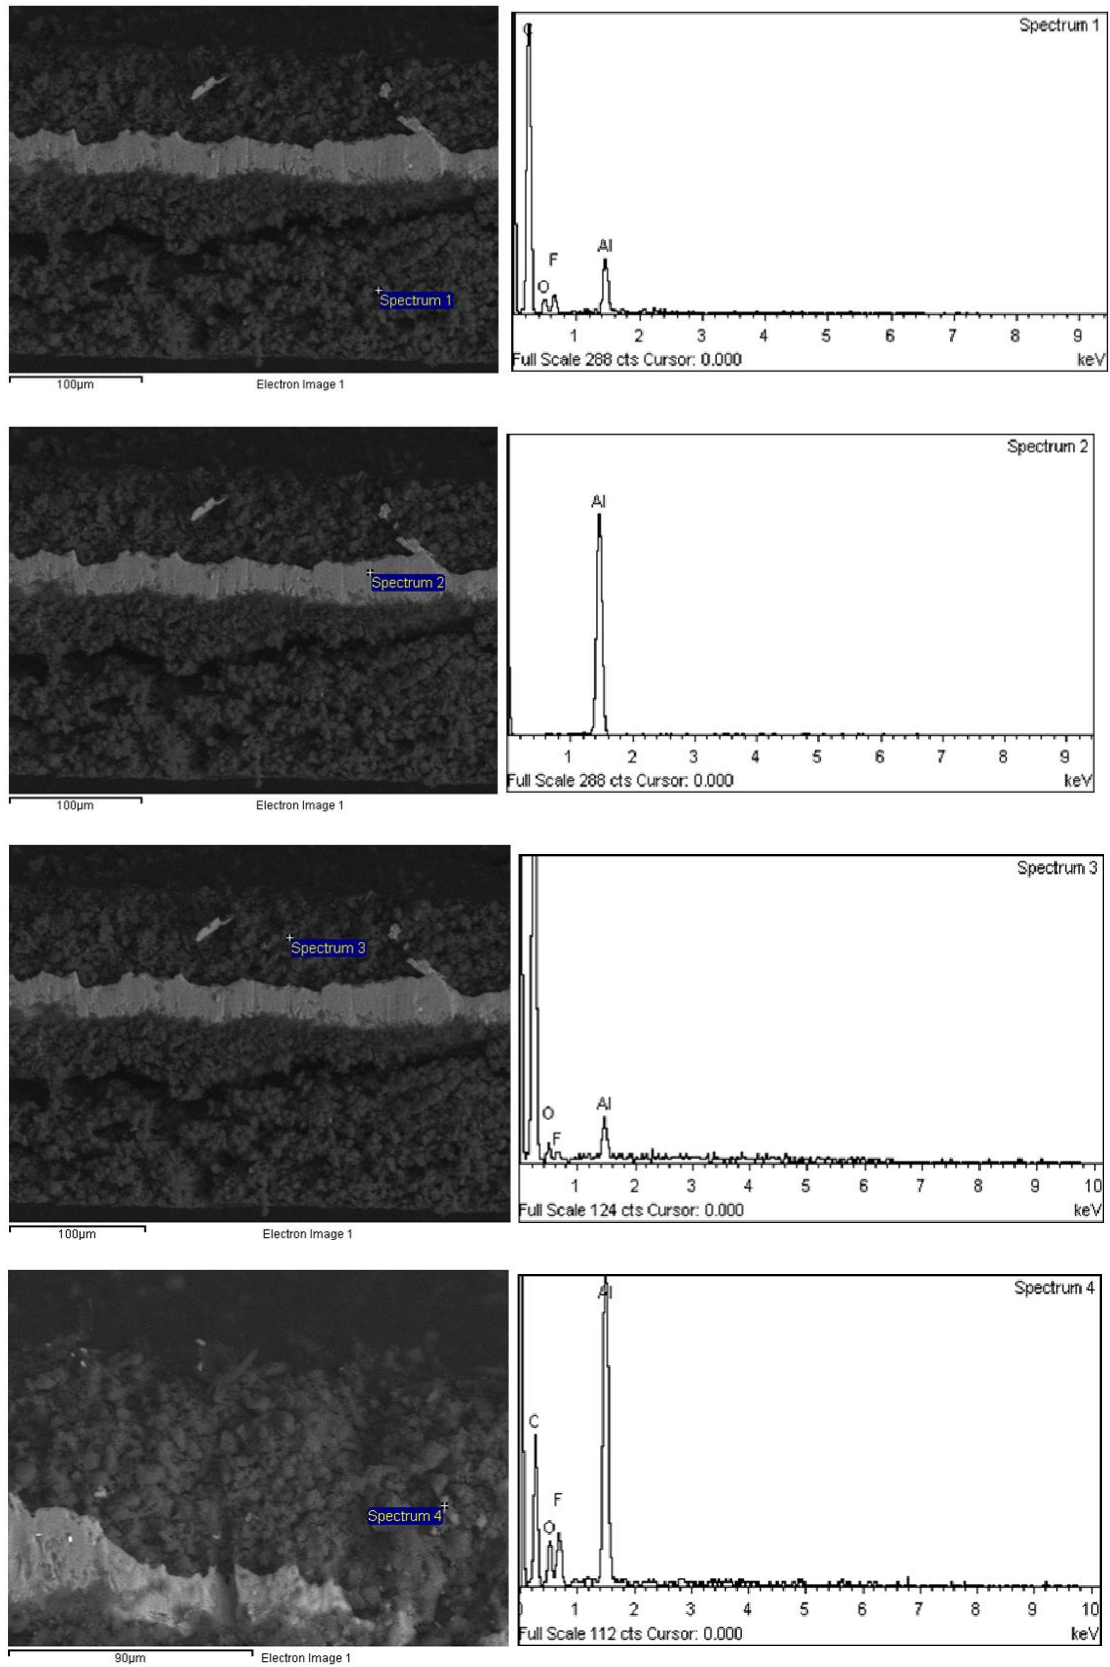 Spectrum 1
100µm
Electron Image 1
Spectrum 1
C
F
O
Al
1 2 3 4 5 6 7 8 9
Full Scale 288 cts Cursor: 0.000
keV
Spectrum 2
100µm
Electron Image 1
Spectrum 2
Al
1 2 3 4 5 6 7 8 9
Full Scale 288 cts Cursor: 0.000
keV
Spectrum 3
100µm
Electron Image 1
Spectrum 3
O
F
Al
1 2 3 4 5 6 7 8 9 10
Full Scale 124 cts Cursor: 0.000
keV
Spectrum 4
90µm
Electron Image 1
Spectrum 4
Al
C
F
O
0 1 2 3 4 5 6 7 8 9 10
Full Scale 112 cts Cursor: 0.000
keV